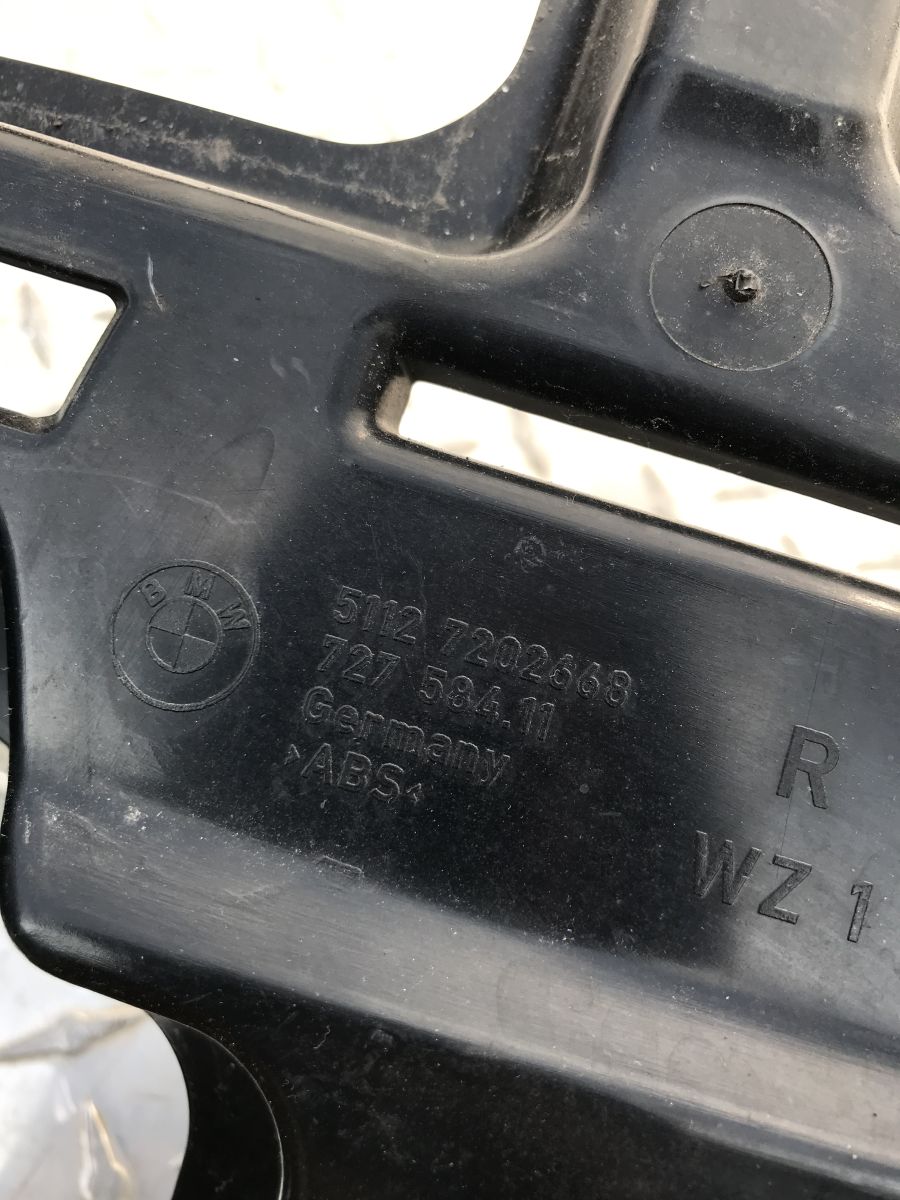 BMW
5112 7202668
727 584.11
Germany
>ABS<
R
WZ 1